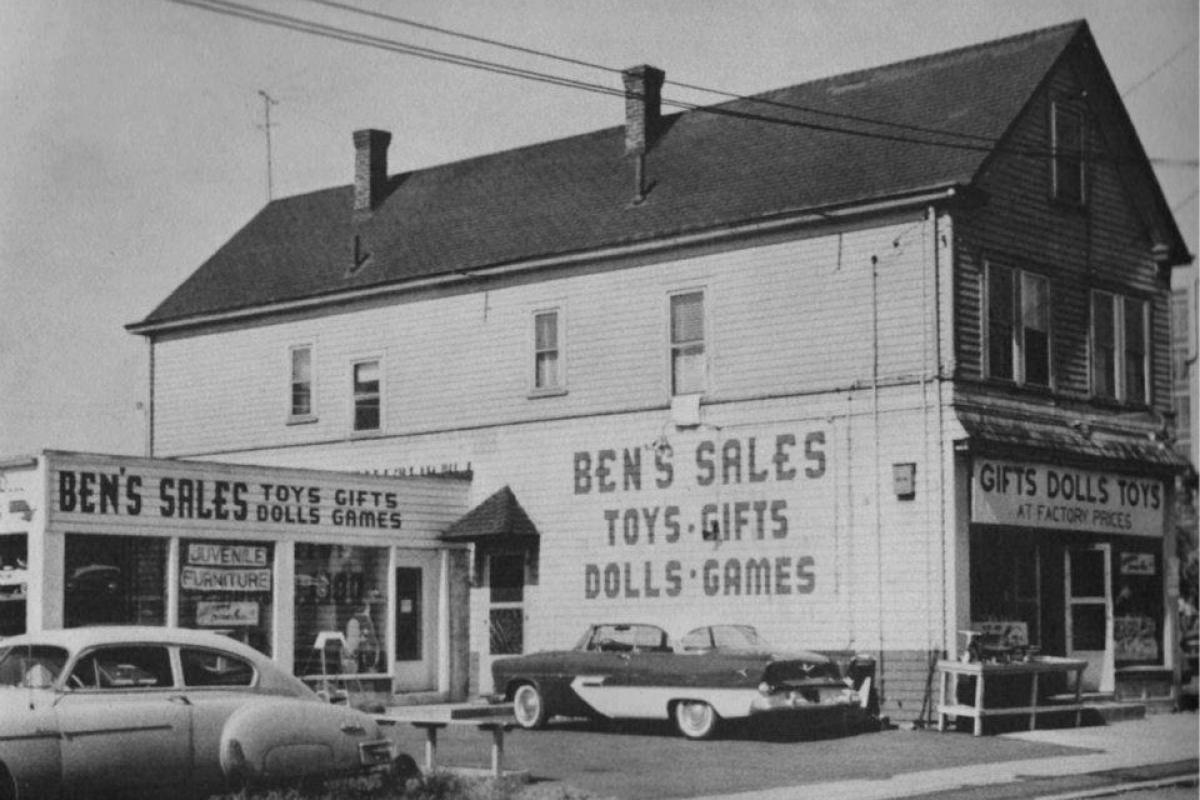 BEN'S SALES
TOYS GIFTS
DOLLS GAMES
JUVENILE
FURNITURE
BEN'S SALES
TOYS · GIFTS
DOLLS · GAMES
GIFTS DOLLS TOYS
AT FACTORY PRICES